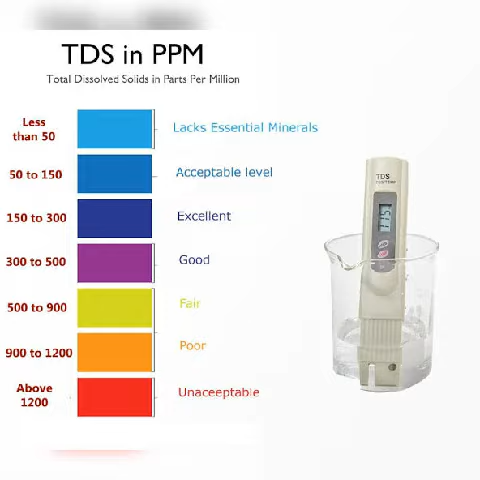 TDS in PPM
Total Dissolved Solids in Parts Per Million
Less
than 50
Lacks Essential Minerals
50 to 150
Acceptable level
150 to 300
Excellent
300 to 500
Good
500 to 900
Fair
900 to 1200
Poor
Above
1200
Unaceeptable
TDS